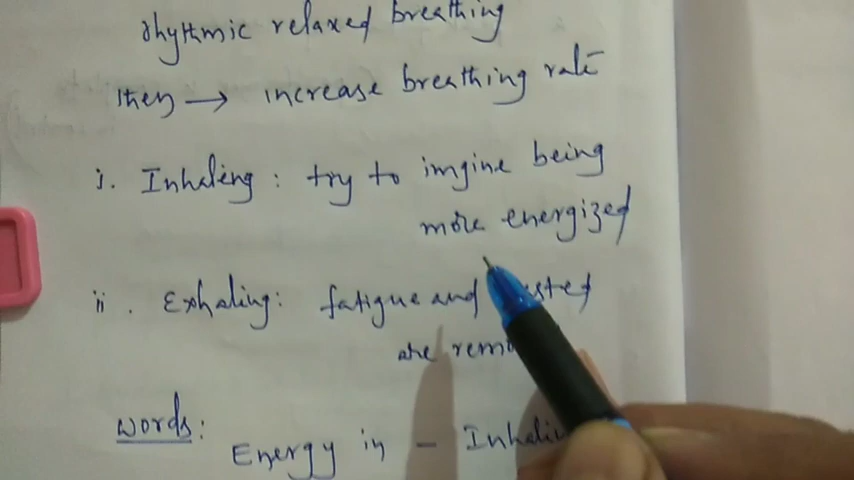 rhythmic relaxed breathing
then → increase breathing rate
i. Inhaling : try to imgine being
more energized
ii. Exhaling: fatigue and
are
Words:
Energy in - Inhaling